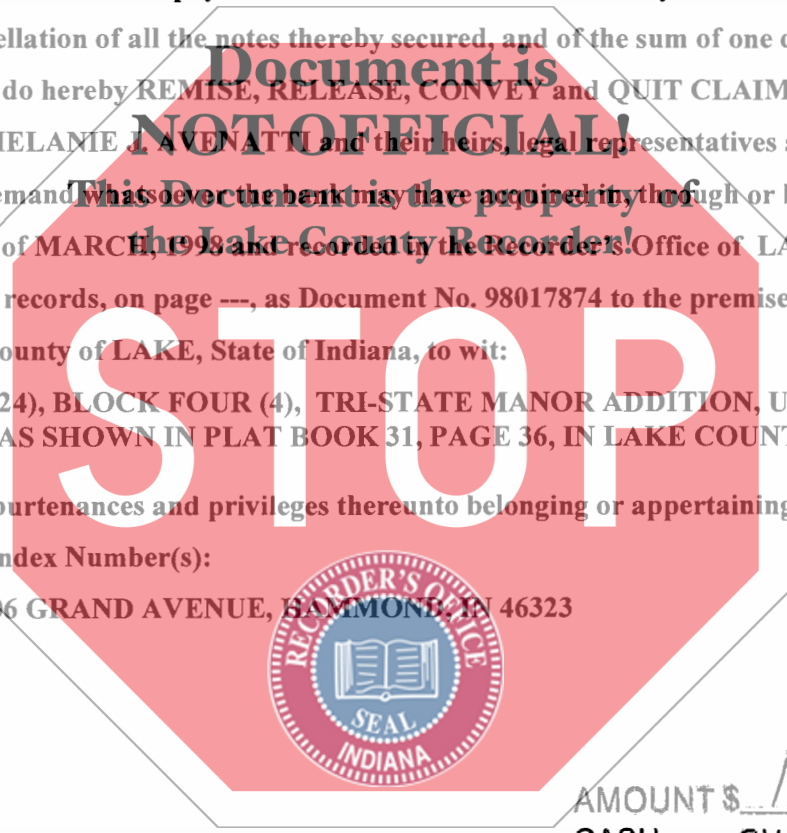 ellation of all the notes thereby secured, and of the sum of one
Document is
do hereby REMISE, RELEASE, CONVEY and QUIT CLAIM
NOT OFFICIAL!
MELANIE J. AVENATTI and their heirs, legal representatives
This Document is the property of
emand whatsoever the bank may have acquired in, through or
the Lake County Recorder!
of MARCH, 1998 and recorded in the Recorder's Office of LA
records, on page ---, as Document No. 98017874 to the premise
ounty of LAKE, State of Indiana, to wit:
STOP
24), BLOCK FOUR (4), TRI-STATE MANOR ADDITION, U
AS SHOWN IN PLAT BOOK 31, PAGE 36, IN LAKE COUNT
purtenances and privileges thereunto belonging or appertaining
ndex Number(s):
6 GRAND AVENUE, HAMMOND, IN 46323
RECORDER'S OFFICE
SEAL
INDIANA
AMOUNT $